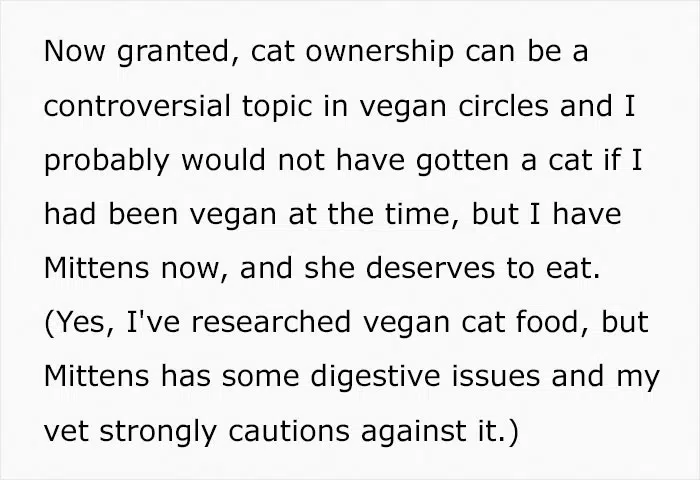 Now granted, cat ownership can be a
controversial topic in vegan circles and I
probably would not have gotten a cat if I
had been vegan at the time, but I have
Mittens now, and she deserves to eat.
(Yes, I've researched vegan cat food, but
Mittens has some digestive issues and my
vet strongly cautions against it.)